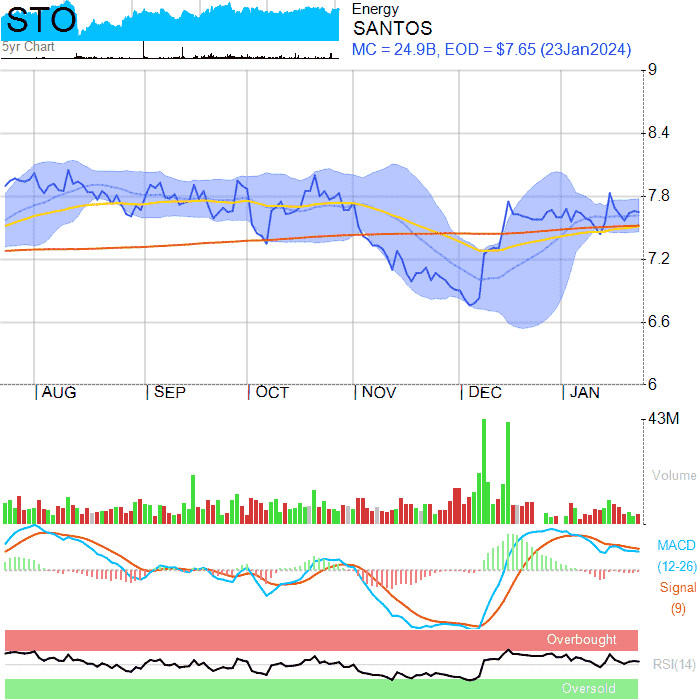 STO
5yr Chart
Energy
SANTOS
MC = 24.9B, EOD = $7.65 (23Jan2024)
9
8.4
7.8
7.2
6.6
6
AUG SEP OCT NOV DEC JAN
43M
Volume
MACD
(12-26)
Signal
(9)
Overbought
RSI(14)
Oversold